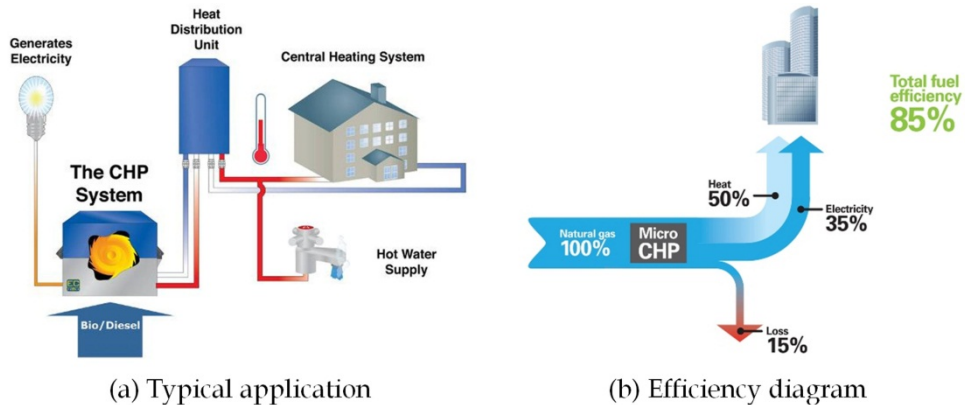 Generates
Electricity
Heat
Distribution
Unit
Central Heating System
The CHP
System
Hot Water
Supply
Bio/Diesel
(a) Typical application
Total fuel
efficiency
85%
Heat
50%
Electricity
35%
Natural gas
100%
Micro
CHP
Loss
15%
(b) Efficiency diagram